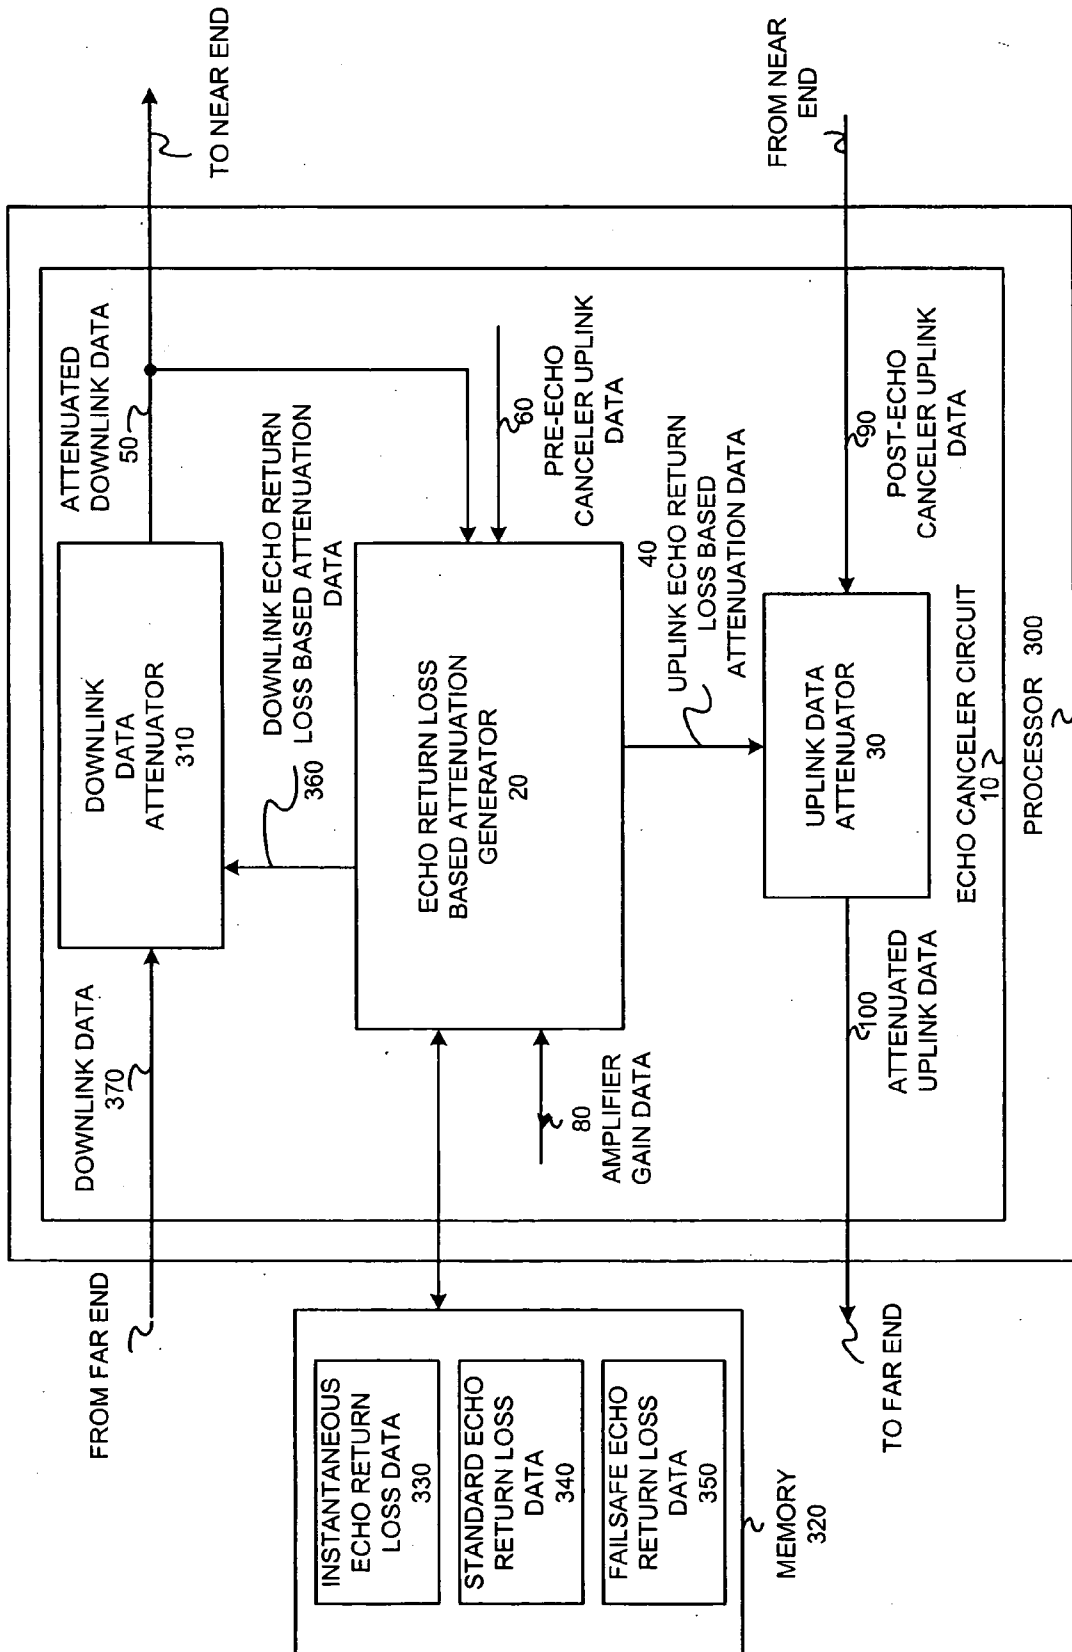 FROM FAR END
DOWNLINK DATA
370
DOWNLINK
DATA
ATTENUATOR
310
ATTENUATED
DOWNLINK DATA
50
TO NEAR END
INSTANTANEOUS
ECHO RETURN
LOSS DATA
330
STANDARD ECHO
RETURN LOSS
DATA
340
FAILSAFE ECHO
RETURN LOSS
DATA
350
MEMORY
320
360
DOWNLINK ECHO RETURN
LOSS BASED ATTENUATION
DATA
ECHO RETURN LOSS
BASED ATTENUATION
GENERATOR
20
80
AMPLIFIER
GAIN DATA
60
PRE-ECHO
CANCELER UPLINK
DATA
40
UPLINK ECHO RETURN
LOSS BASED
ATTENUATION DATA
FROM NEAR
END
90
POST-ECHO
CANCELER UPLINK
DATA
UPLINK DATA
ATTENUATOR
30
100
ATTENUATED
UPLINK DATA
TO FAR END
ECHO CANCELER CIRCUIT
10
PROCESSOR 300